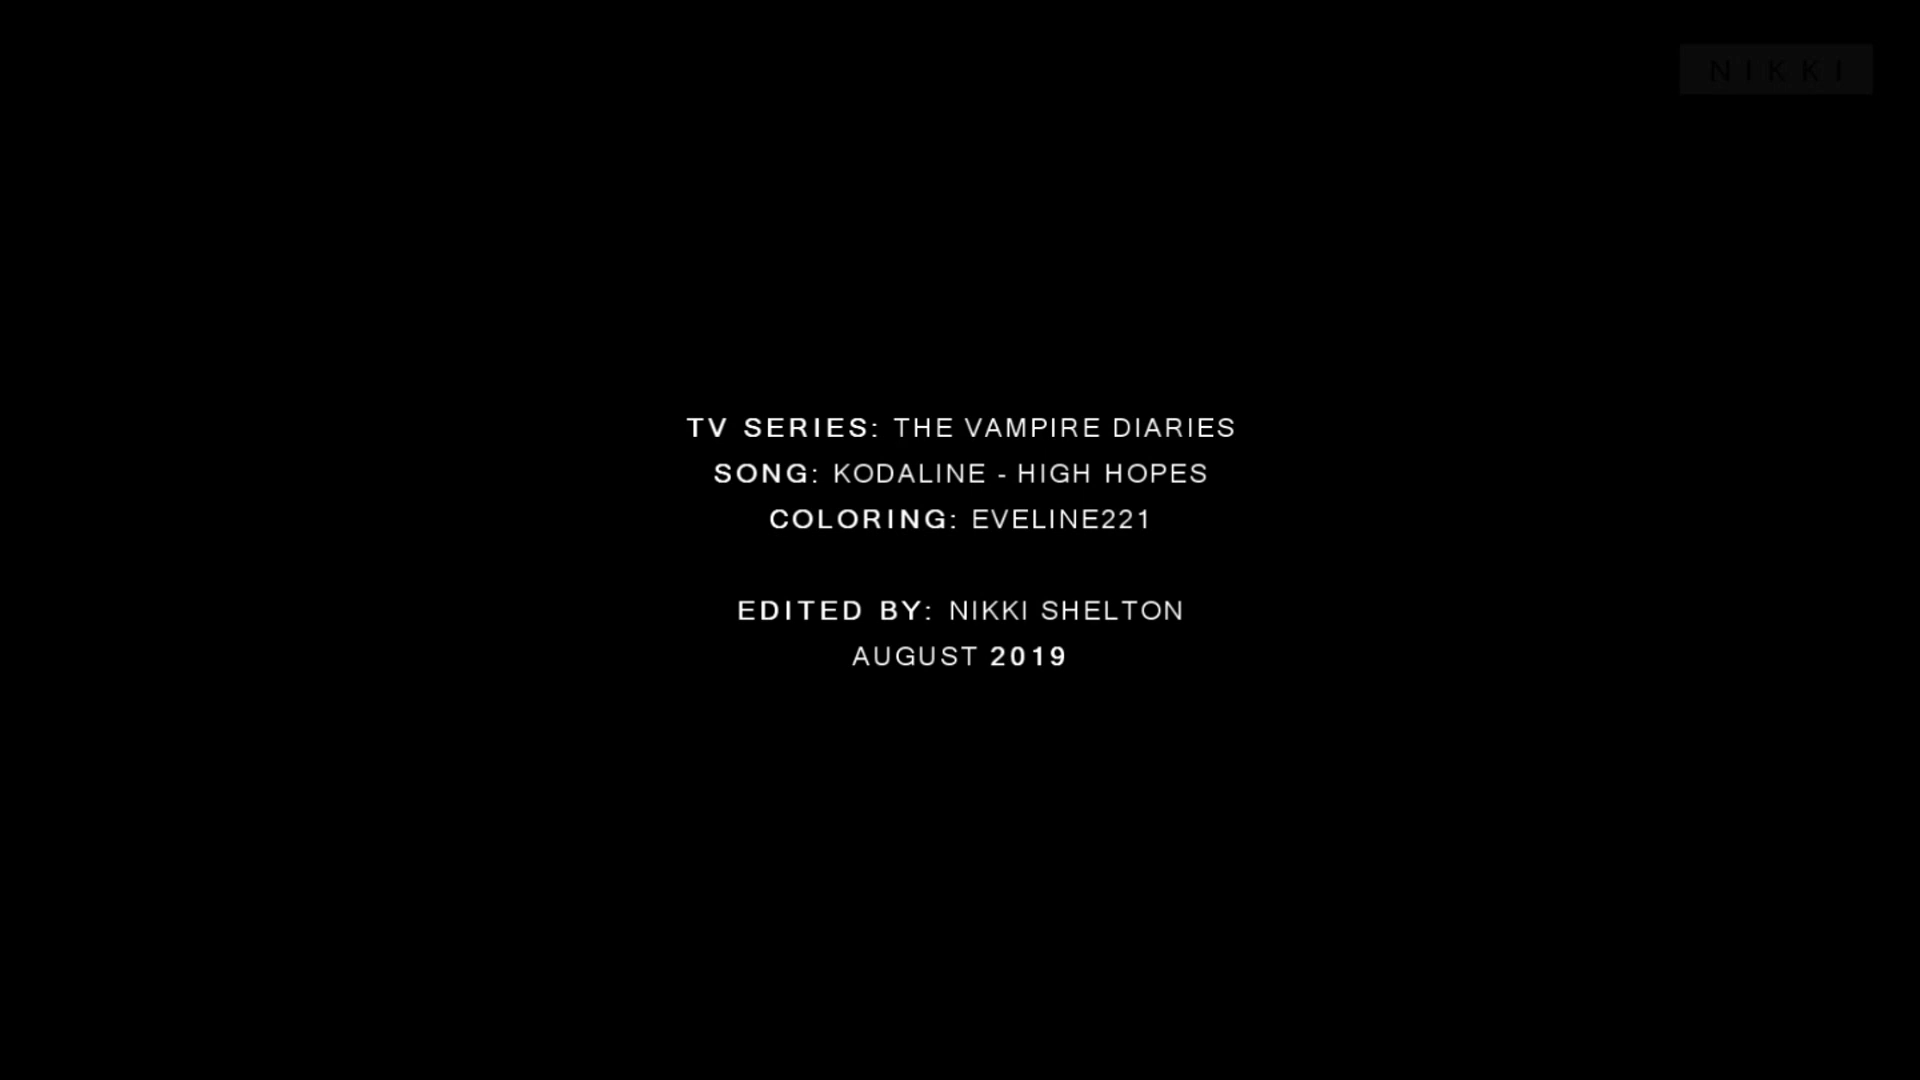 NIKKI
TV SERIES: THE VAMPIRE DIARIES
SONG: KODALINE - HIGH HOPES
COLORING: EVELINE221
EDITED BY: NIKKI SHELTON
AUGUST 2019